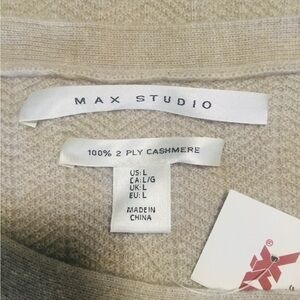 MAX STUDIO
100% 2 PLY CASHMERE
US: L
CA: L/G
UK: L
EU: L
MADE IN
CHINA